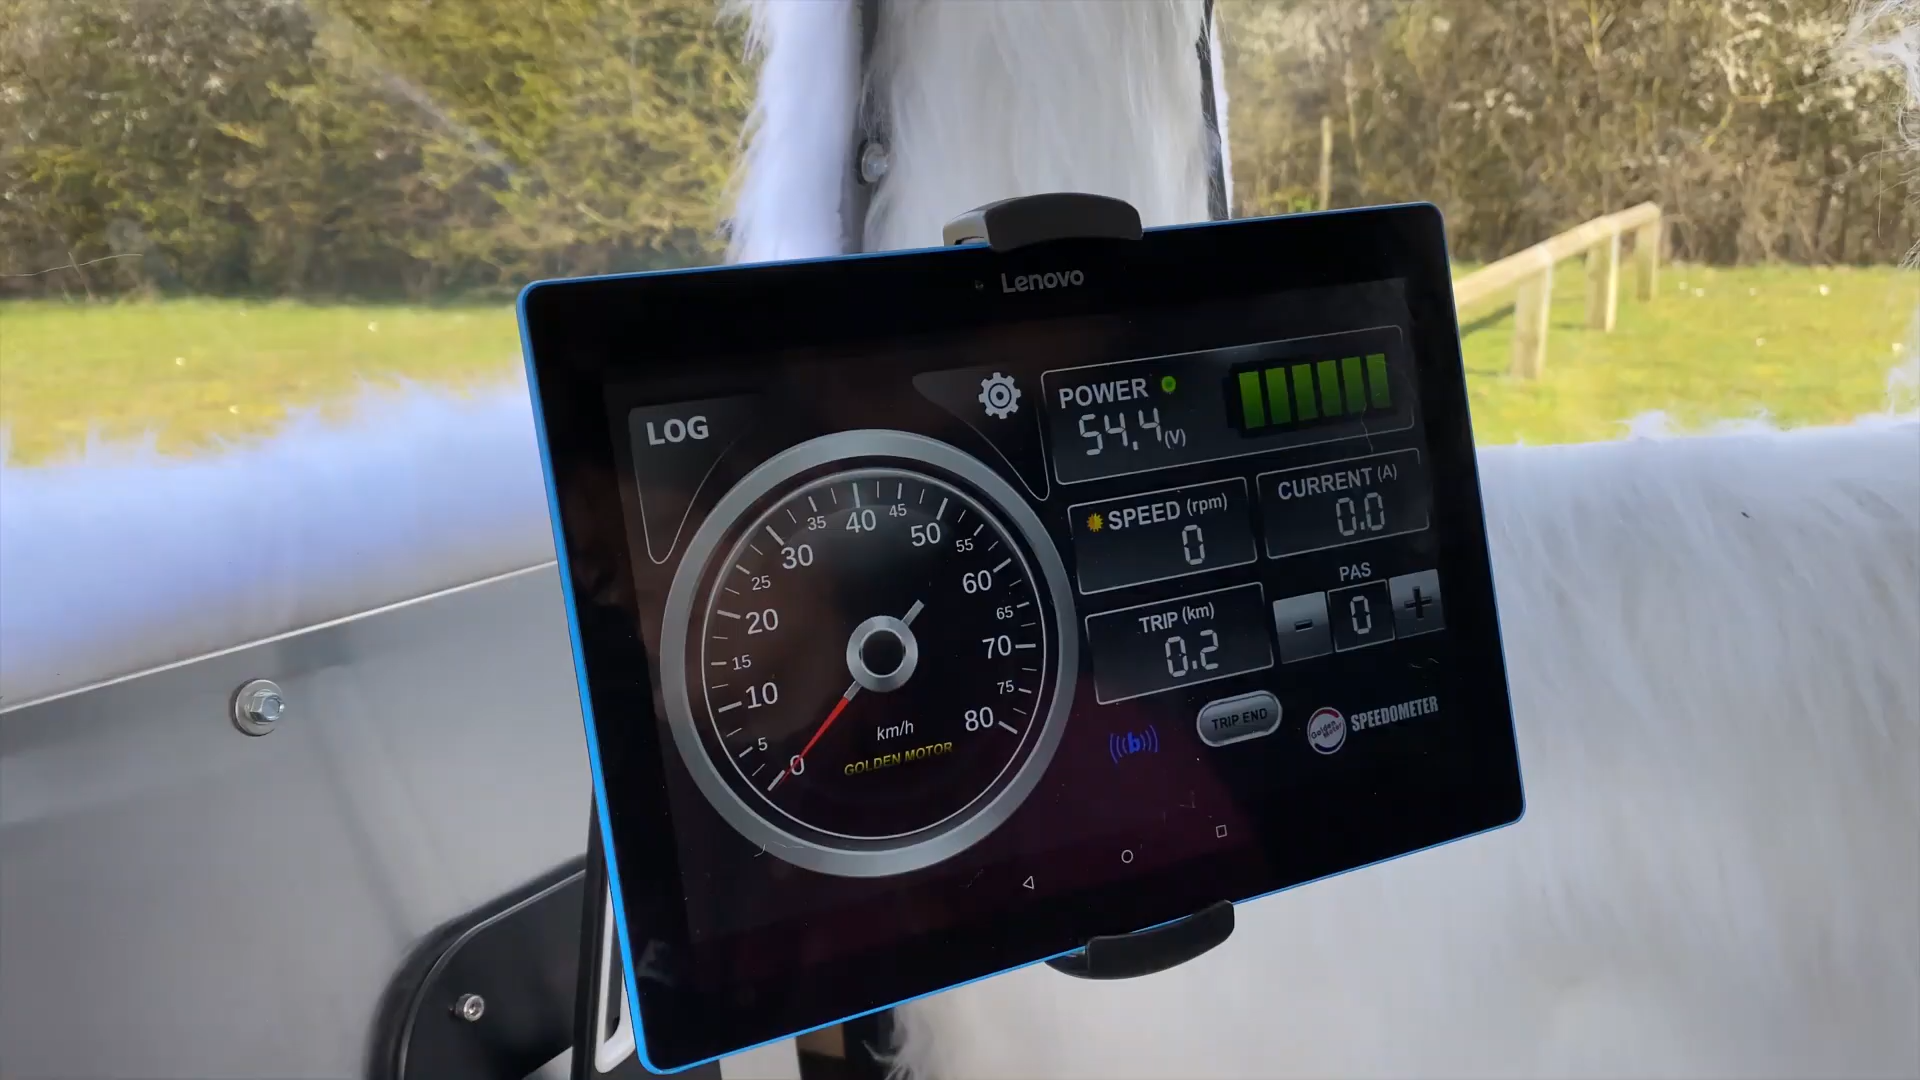 Lenovo
LOG
POWER
54.4 (V)
SPEED (rpm)
0
CURRENT (A)
0.0
TRIP (km)
0.2
PAS
- 0 +
TRIP END
Golden Motor
SPEEDOMETER
0
5
10
15
20
25
30
35
40
45
50
55
60
65
70
75
80
km/h
GOLDEN MOTOR
(((b)))